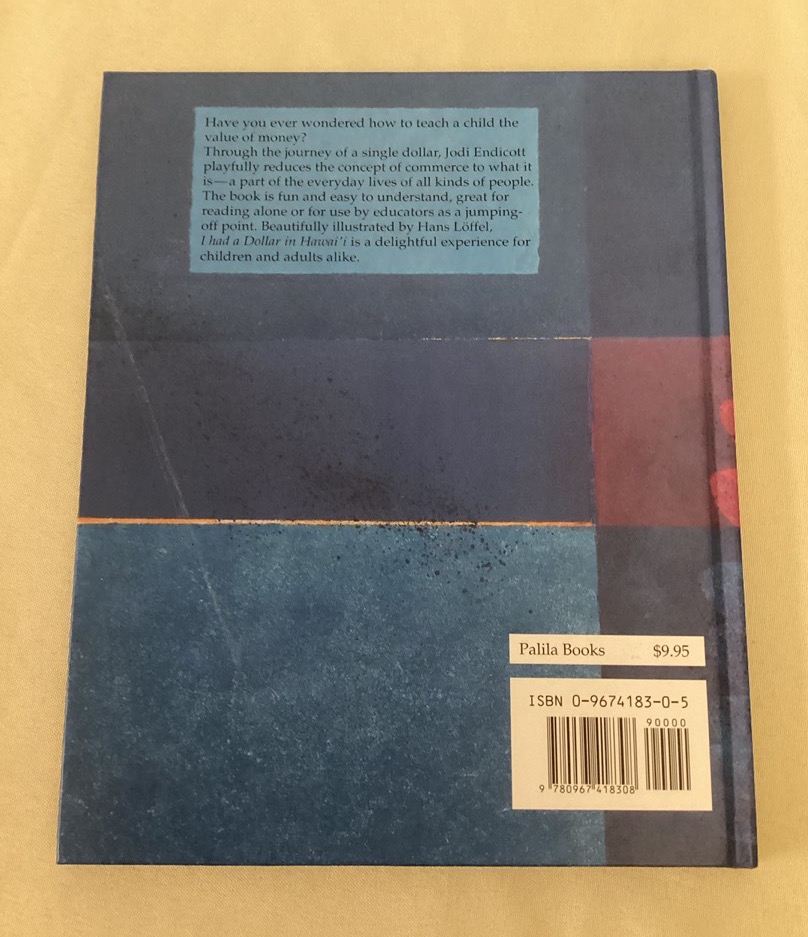 Have you ever wondered how to teach a child the
value of money?
Through the journey of a single dollar, Jodi Endicott
playfully reduces the concept of commerce to what it
is—a part of the everyday lives of all kinds of people.
The book is fun and easy to understand, great for
reading alone or for use by educators as a jumping-
off point. Beautifully illustrated by Hans Löffel,
I had a Dollar in Hawai'i is a delightful experience for
children and adults alike.
Palila Books $9.95
ISBN 0-9674183-0-5
90000
9 780967 418308